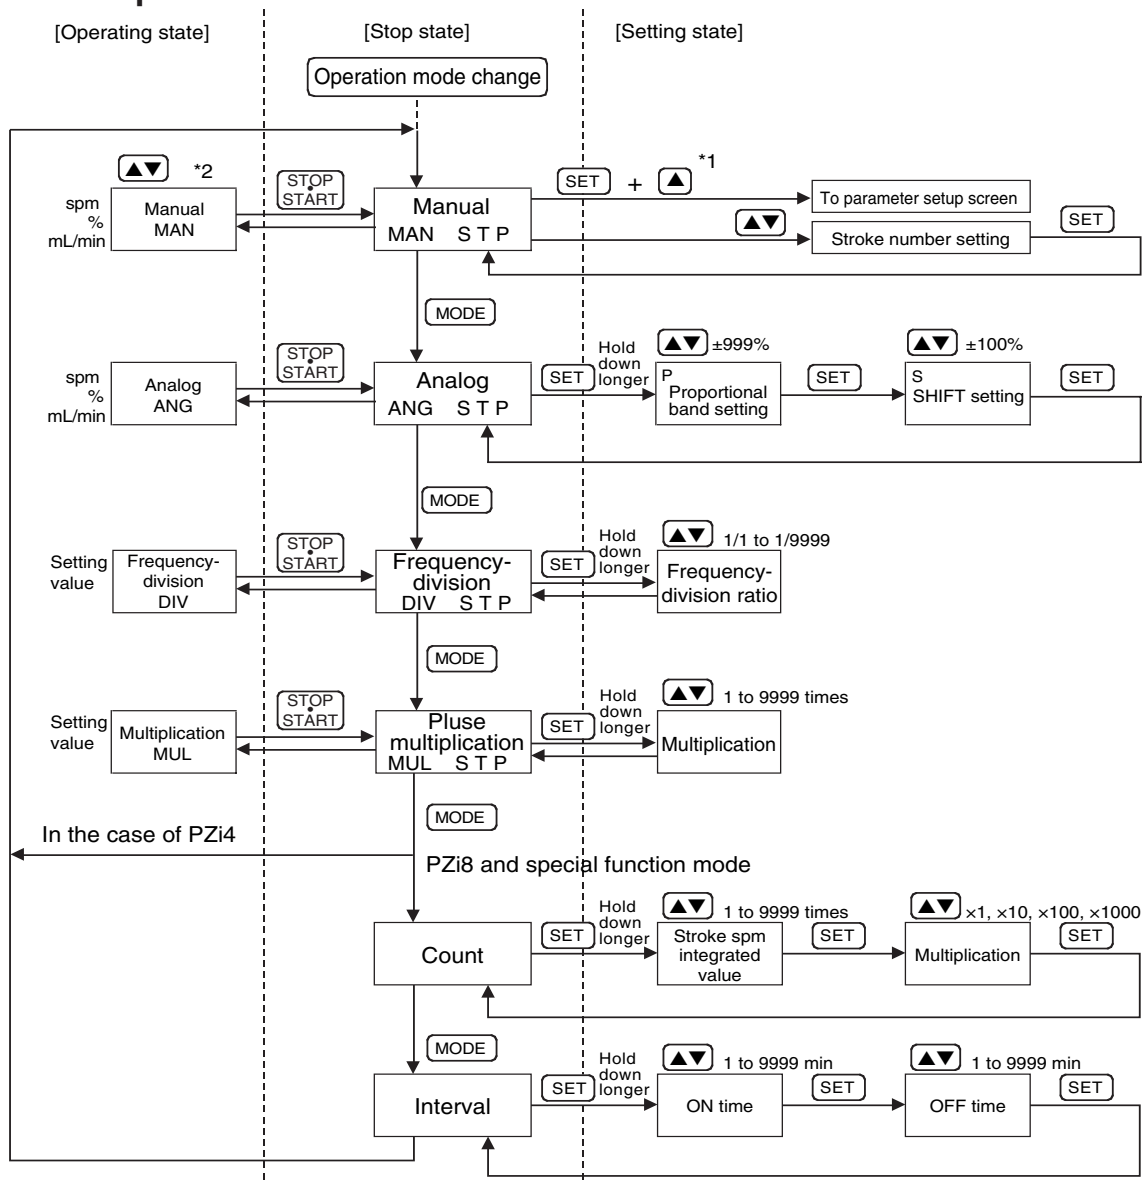 [Operating state]
[Stop state]
[Setting state]
Operation mode change
▲▼ *2
spm
%
mL/min
Manual
MAN
STOP
START
Manual
MAN STP
SET + ▲ *1
To parameter setup screen
▲▼
Stroke number setting
SET
MODE
spm
%
mL/min
Analog
ANG
STOP
START
Analog
ANG STP
SET
Hold
down
longer
▲▼ ±999%
P
Proportional
band setting
SET
▲▼ ±100%
S
SHIFT setting
SET
MODE
Setting
value
Frequency-
division
DIV
STOP
START
Frequency-
division
DIV STP
SET
Hold
down
longer
▲▼ 1/1 to 1/9999
Frequency-
division ratio
MODE
Setting
value
Multiplication
MUL
STOP
START
Pluse
multiplication
MUL STP
SET
Hold
down
longer
▲▼ 1 to 9999 times
Multiplication
MODE
In the case of PZi4
PZi8 and special function mode
Count
SET
Hold
down
longer
▲▼ 1 to 9999 times
Stroke spm
integrated
value
SET
▲▼ ×1, ×10, ×100, ×1000
Multiplication
SET
MODE
Interval
SET
Hold
down
longer
▲▼ 1 to 9999 min
ON time
SET
▲▼ 1 to 9999 min
OFF time
SET